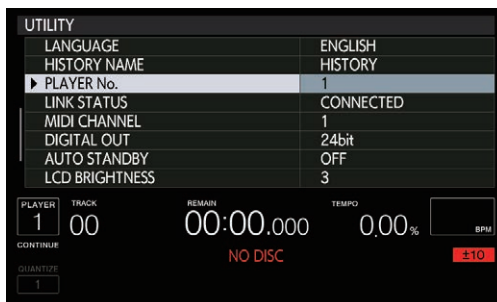 UTILITY
LANGUAGE ENGLISH
HISTORY NAME HISTORY
PLAYER No. 1
LINK STATUS CONNECTED
MIDI CHANNEL 1
DIGITAL OUT 24bit
AUTO STANDBY OFF
LCD BRIGHTNESS 3
PLAYER TRACK REMAIN TEMPO
1 00 00:00.000 0.00% BPM
CONTINUE
NO DISC ±10
QUANTIZE
1